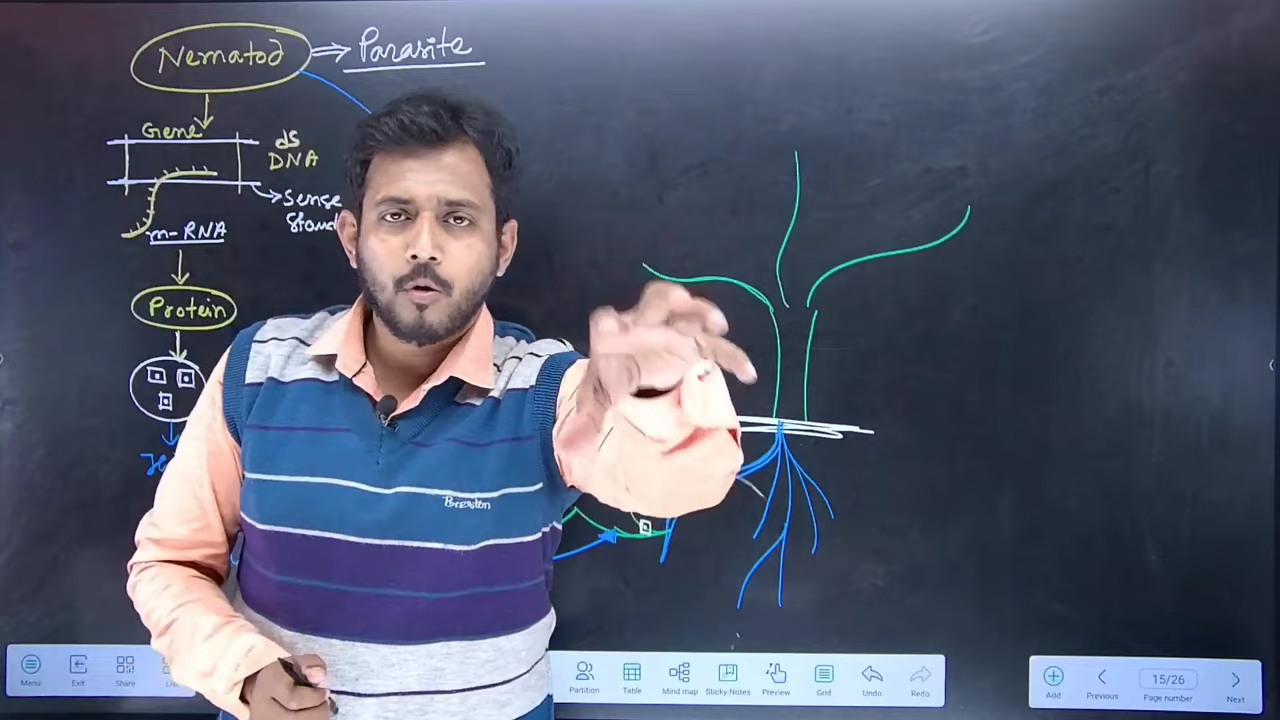 Nematod ⇒ Parasite
Gene
ds
DNA
Sense
m-RNA
Protein
Breston
Menu
Exit
Share
Partition
Table
Mind map
Sticky-Notes
Preview
Grid
Undo
Redo
Add
Previous
15/26
Page number
Next